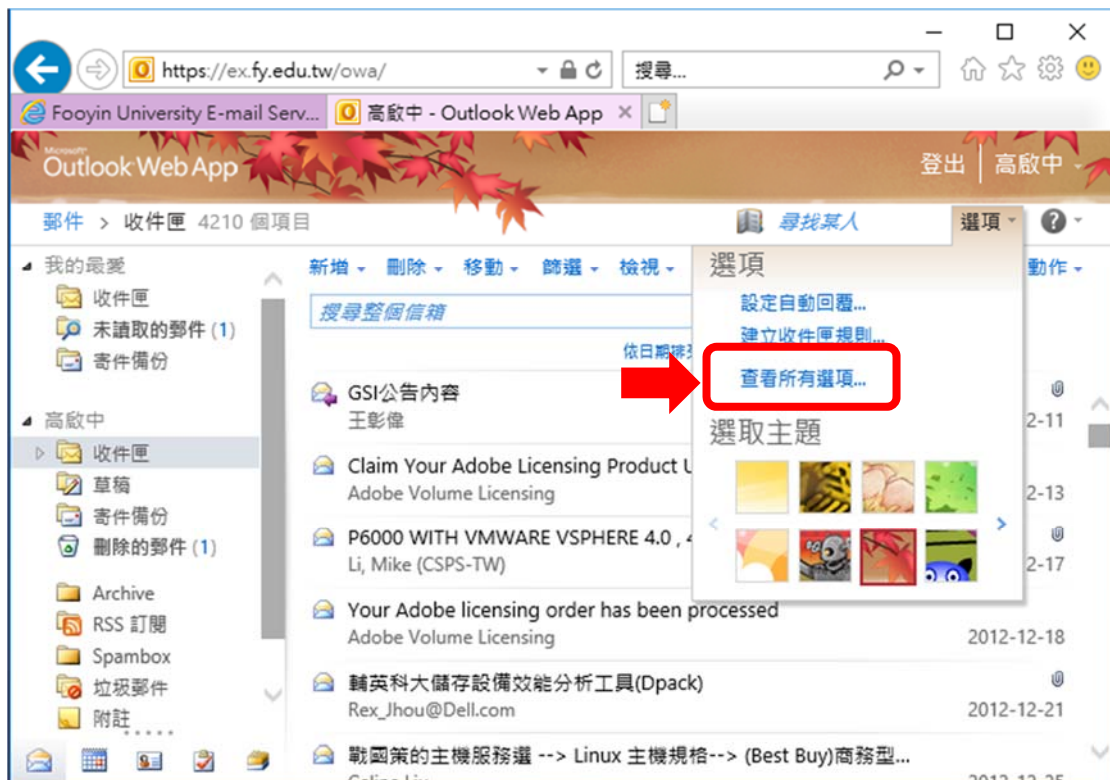 https://ex.fy.edu.tw/owa/
搜尋...
Fooyin University E-mail Serv...
高啟中 - Outlook Web App
Microsoft
Outlook Web App
登出
高啟中
郵件 > 收件匣 4210 個項目
尋找某人
選項
我的最愛
收件匣
未讀取的郵件 (1)
寄件備份
高啟中
收件匣
草稿
寄件備份
刪除的郵件 (1)
Archive
RSS 訂閱
Spambox
垃圾郵件
附註
新增
刪除
移動
篩選
檢視
動作
搜尋整個信箱
依日期排
選項
設定自動回覆...
建立收件匣規則...
查看所有選項...
選取主題
GSI公告內容
王彰偉
2-11
Claim Your Adobe Licensing Product U
Adobe Volume Licensing
2-13
P6000 WITH VMWARE VSPHERE 4.0 , 4
Li, Mike (CSPS-TW)
2-17
Your Adobe licensing order has been processed
Adobe Volume Licensing
2012-12-18
輔英科大儲存設備效能分析工具(Dpack)
Rex_Jhou@Dell.com
2012-12-21
戰國策的主機服務選 --> Linux 主機規格--> (Best Buy)商務型...